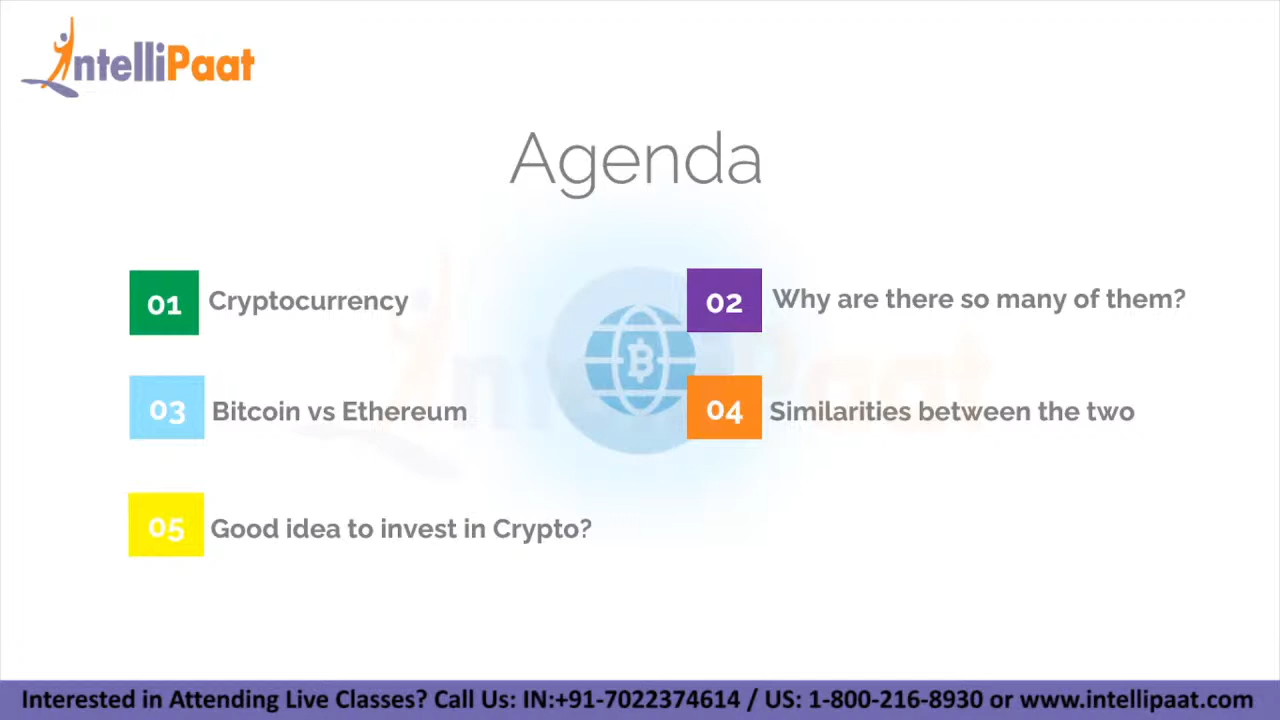 IntelliPaat
Agenda
01 Cryptocurrency
02 Why are there so many of them?
03 Bitcoin vs Ethereum
04 Similarities between the two
05 Good idea to invest in Crypto?
Interested in Attending Live Classes? Call Us: IN:+91-7022374614 / US: 1-800-216-8930 or www.intellipaat.com